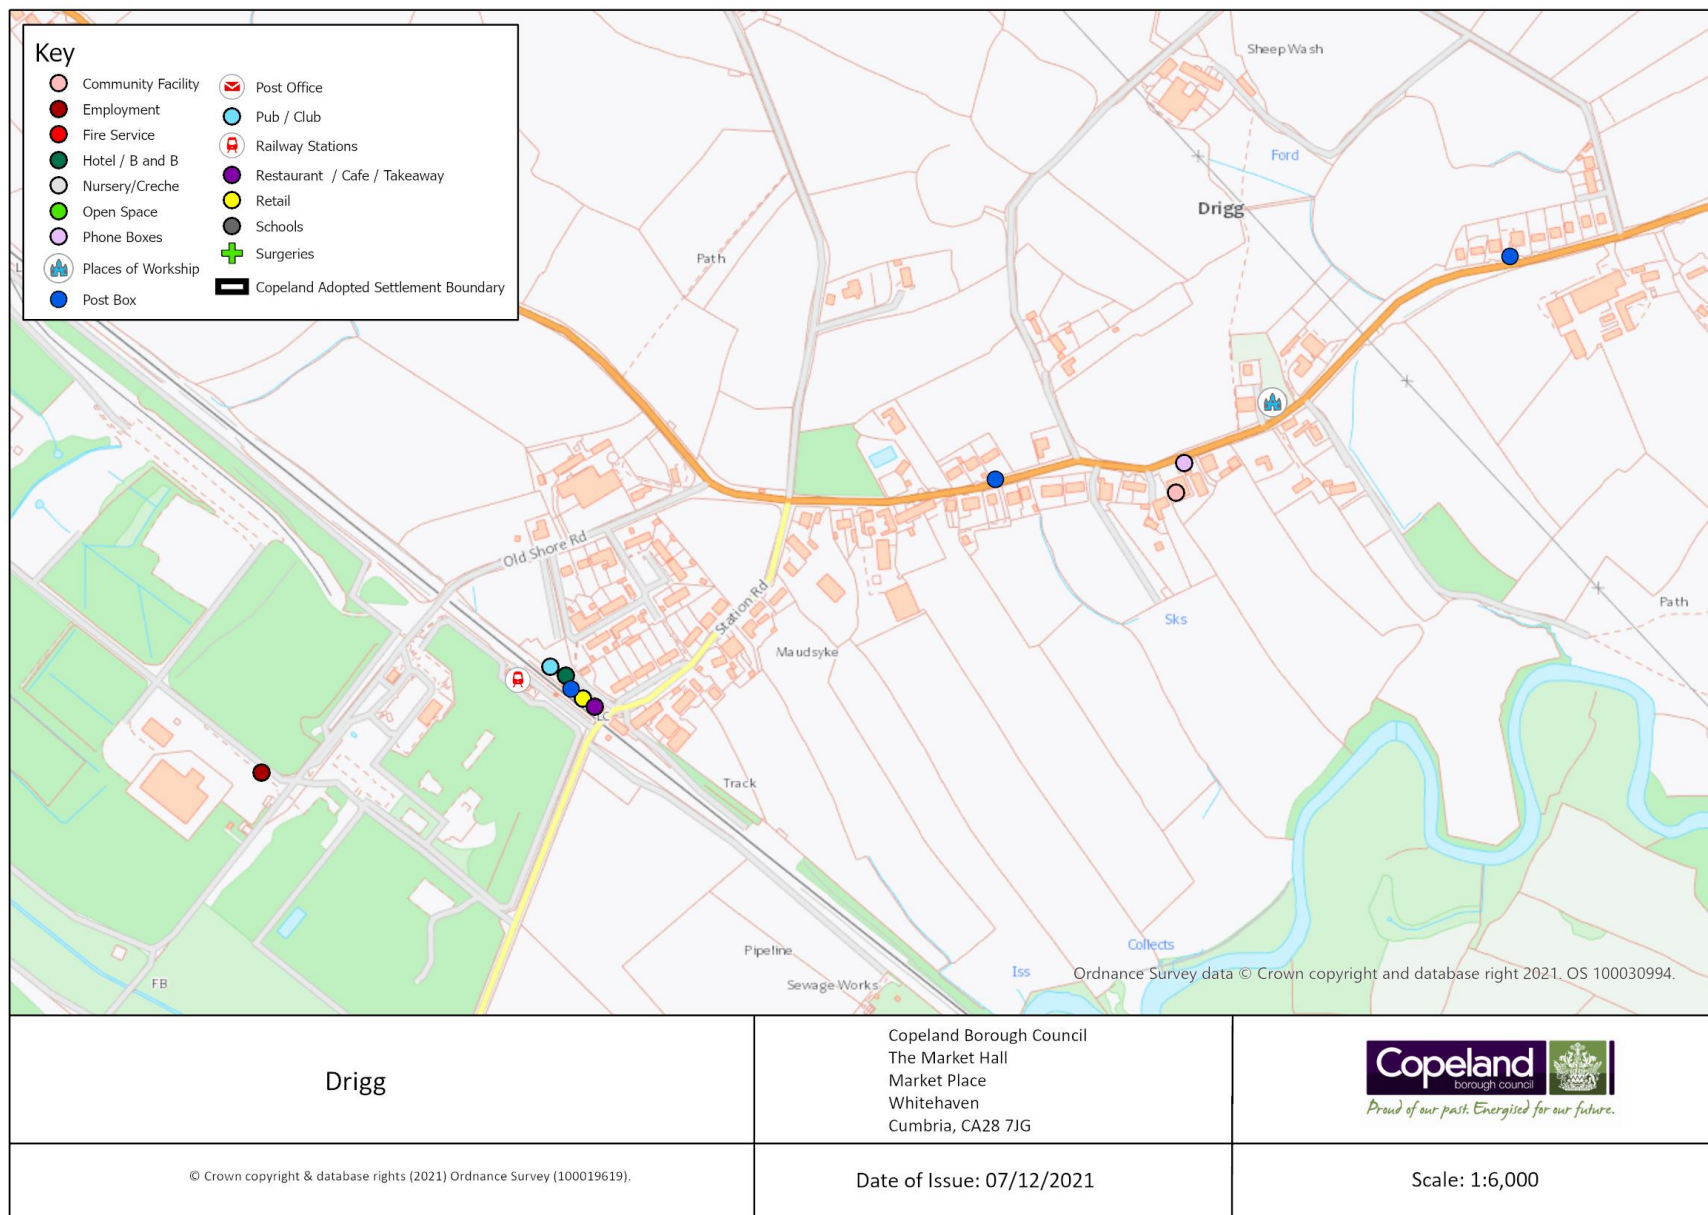 Key
Community Facility
Employment
Fire Service
Hotel / B and B
Nursery/Creche
Open Space
Phone Boxes
Places of Workship
Post Box
Post Office
Pub / Club
Railway Stations
Restaurant / Cafe / Takeaway
Retail
Schools
Surgeries
Copeland Adopted Settlement Boundary
Sheep Wash
Ford
Drigg
Path
Old Shore Rd
Station Rd
Maudsyke
Sks
Path
LC
Track
Pipeline
Sewage Works
FB
Collects
Iss
Ordnance Survey data © Crown copyright and database right 2021. OS 100030994.
Drigg
Copeland Borough Council
The Market Hall
Market Place
Whitehaven
Cumbria, CA28 7JG
Copeland
borough council
Proud of our past. Energised for our future.
© Crown copyright & database rights (2021) Ordnance Survey (100019619).
Date of Issue: 07/12/2021
Scale: 1:6,000